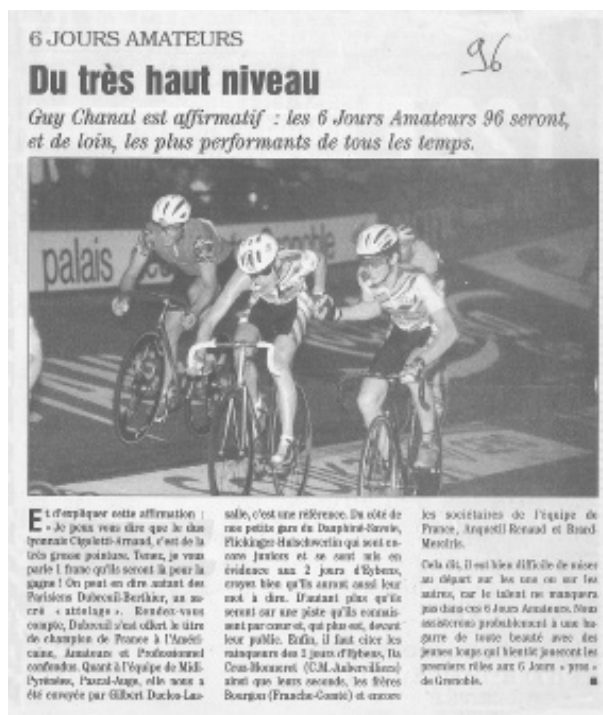 6 JOURS AMATEURS
96
Du très haut niveau
Guy Chanal est affirmatif : les 6 Jours Amateurs 96 seront,
et de loin, les plus performants de tous les temps.
palais
Grenoble
Et d'expliquer cette affirmation :
« Je peux vous dire que le duo
lyonnais Cigolotti-Arnaud, c'est de la
très grosse pointure. Tenez, je vous
parie 1 franc qu'ils seront là pour la
gagne ! On peut en dire autant des
Parisiens Dubreuil-Berthier, un sa-
cré « attelage ». Rendez-vous
compte, Dubreuil s'est offert le titre
de champion de France à l'Améri-
caine, Amateurs et Professionnel
confondus. Quant à l'équipe de Midi-
Pyrénées, Pascal-Auge, elle nous a
été envoyée par Gilbert Duclos-Las-
salle, c'est une référence. Du côté de
nos petits gars du Dauphiné-Savoie,
Flickinger-Hulschwerlin qui sont en-
core juniors et se sont mis en
évidence aux 2 jours d'Eybens,
croyez bien qu'ils auront aussi leur
mot à dire. D'autant plus qu'ils
seront sur une piste qu'ils connais-
sent par cœur et, qui plus est, devant
leur public. Enfin, il faut citer les
vainqueurs des 2 jours d'Eybens, Da
Cruz-Monneret (C.M.-Aubervilliers)
ainsi que leurs seconds, les frères
Bourgon (Franche-Comté) et encore
les sociétaires de l'équipe de
France, Anquetil-Renaud et Brard-
Cela dit, il est bien difficile de miser
au départ sur les uns ou sur les
autres, car le talent ne manquera
pas dans ces 6 Jours Amateurs. Nous
assisterons probablement à une ba-
garre de toute beauté avec des
jeunes loups qui bientôt joueront les
premiers rôles aux 6 Jours « pros »
de Grenoble.